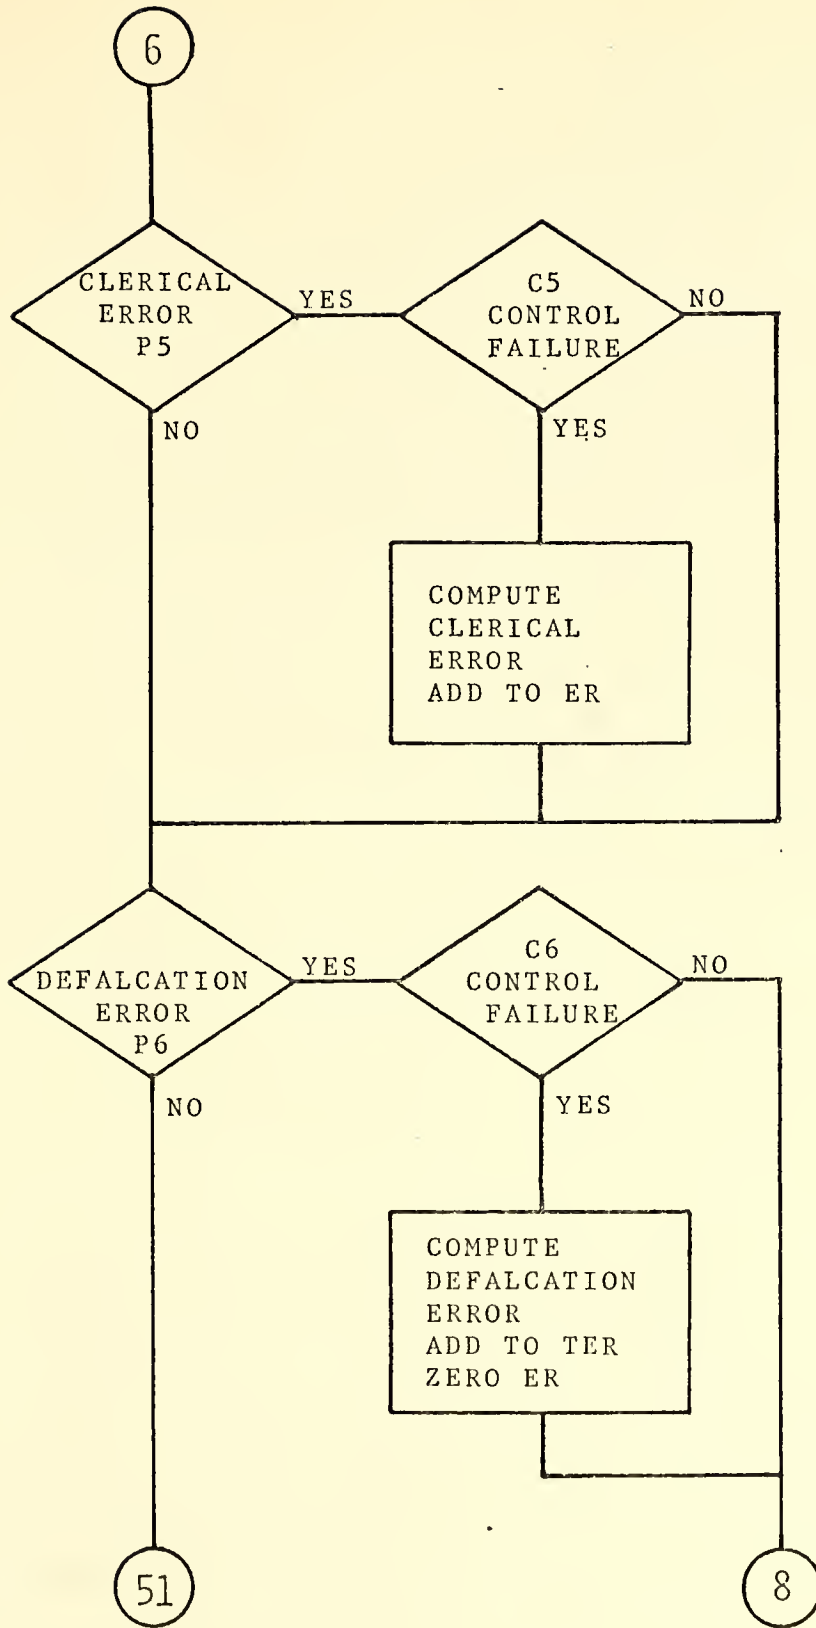 6
CLERICAL
ERROR
P5
YES
C5
CONTROL
FAILURE
NO
NO
YES
COMPUTE
CLERICAL
ERROR
ADD TO ER
DEFALCATION
ERROR
P6
YES
C6
CONTROL
FAILURE
NO
NO
YES
COMPUTE
DEFALCATION
ERROR
ADD TO TER
ZERO ER
51
8